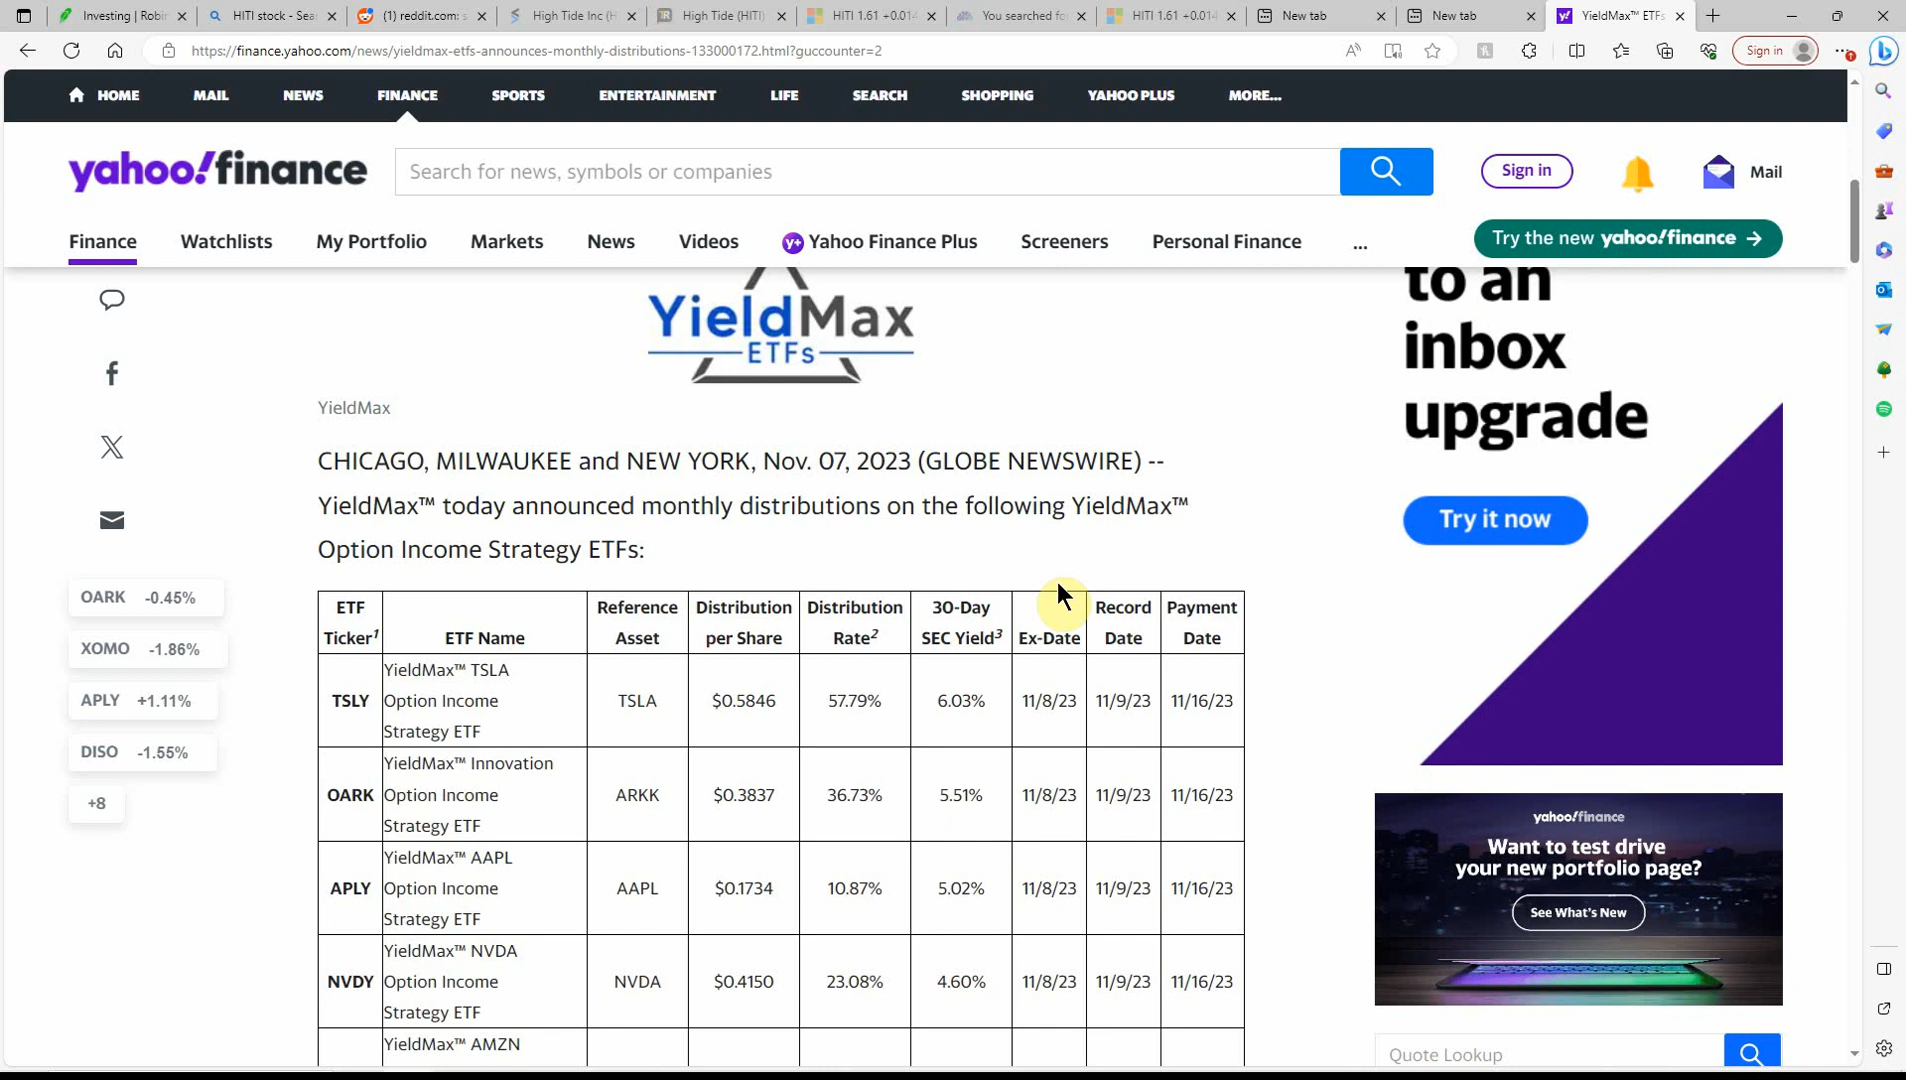 Investing | Robin
HITI stock - Sea
(1) reddit.com: s
High Tide Inc (H
High Tide (HITI)
HITI 1.61 +0.01
You searched fo
HITI 1.61 +0.01
New tab
New tab
YieldMax™ ETFs
https://finance.yahoo.com/news/yieldmax-etfs-announces-monthly-distributions-133000172.html?guccounter=2
Sign in
HOME MAIL NEWS FINANCE SPORTS ENTERTAINMENT LIFE SEARCH SHOPPING YAHOO PLUS MORE...
yahoo!finance
Search for news, symbols or companies
Sign in
Mail
Finance Watchlists My Portfolio Markets News Videos Yahoo Finance Plus Screeners Personal Finance ...
Try the new yahoo!finance
YieldMax
ETFs
YieldMax
CHICAGO, MILWAUKEE and NEW YORK, Nov. 07, 2023 (GLOBE NEWSWIRE) --
YieldMax™ today announced monthly distributions on the following YieldMax™
Option Income Strategy ETFs:
OARK -0.45%
XOMO -1.86%
APLY +1.11%
DISO -1.55%
+8
ETF Ticker1 ETF Name Reference Asset Distribution per Share Distribution Rate2 30-Day SEC Yield3 Ex-Date Record Date Payment Date
TSLY YieldMax™ TSLA Option Income Strategy ETF TSLA $0.5846 57.79% 6.03% 11/8/23 11/9/23 11/16/23
OARK YieldMax™ Innovation Option Income Strategy ETF ARKK $0.3837 36.73% 5.51% 11/8/23 11/9/23 11/16/23
APLY YieldMax™ AAPL Option Income Strategy ETF AAPL $0.1734 10.87% 5.02% 11/8/23 11/9/23 11/16/23
NVDY YieldMax™ NVDA Option Income Strategy ETF NVDA $0.4150 23.08% 4.60% 11/8/23 11/9/23 11/16/23
YieldMax™ AMZN
to an
inbox
upgrade
Try it now
yahoo!finance
Want to test drive
your new portfolio page?
See What's New
Quote Lookup